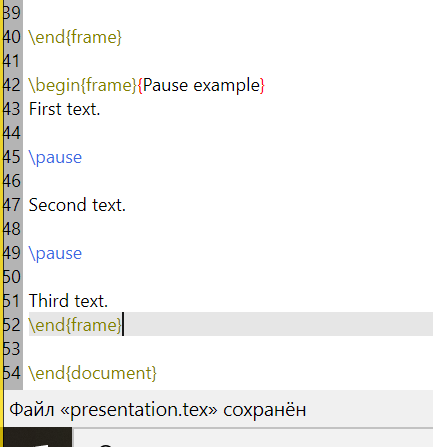 39
40 \end{frame}
41
42 \begin{frame}{Pause example}
43 First text.
44
45 \pause
46
47 Second text.
48
49 \pause
50
51 Third text.
52 \end{frame}
53
54 \end{document}
Файл «presentation.tex» сохранён